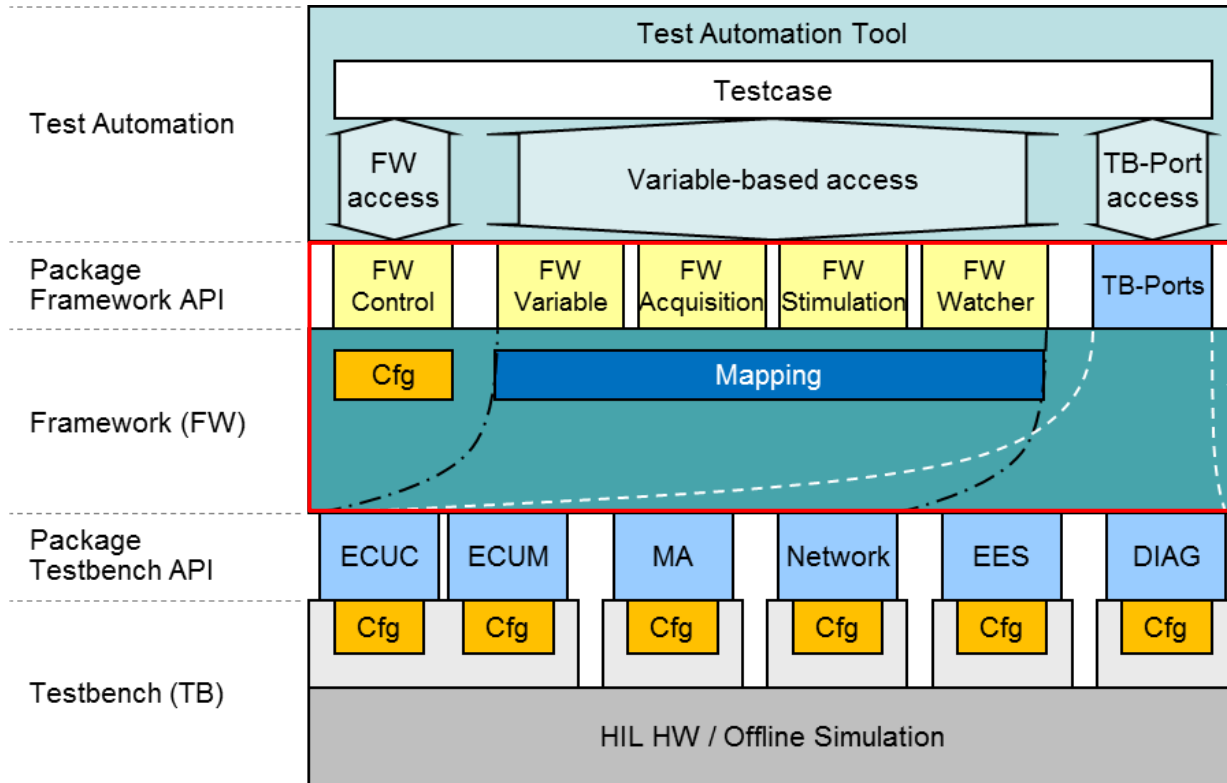 Test Automation Tool
Testcase
Test Automation
FW
access
Variable-based access
TB-Port
access
Package
Framework API
FW
Control
FW
Variable
FW
Acquisition
FW
Stimulation
FW
Watcher
TB-Ports
Cfg
Mapping
Framework (FW)
Package
Testbench API
ECUC
ECUM
MA
Network
EES
DIAG
Cfg
Cfg
Cfg
Cfg
Cfg
Cfg
Testbench (TB)
HIL HW / Offline Simulation